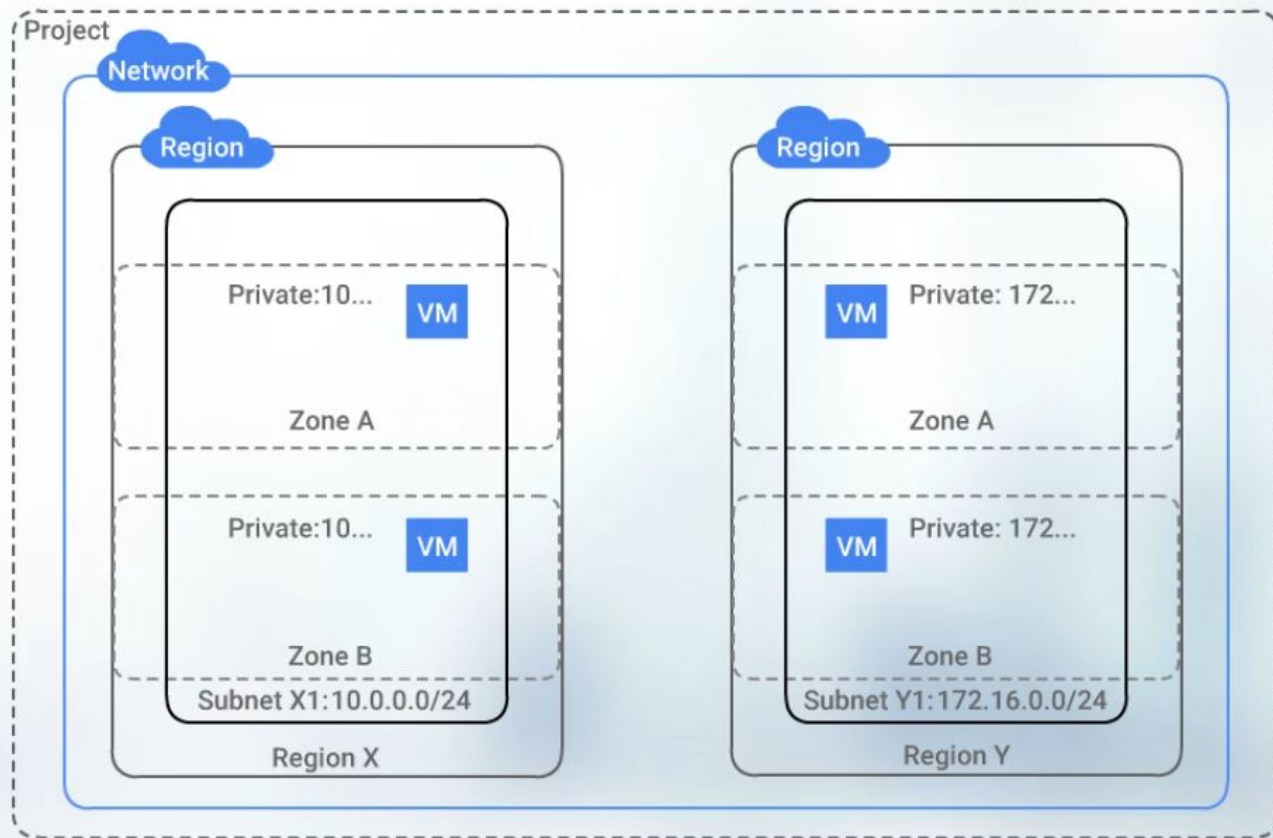 Project
Network
Region
Private:10...
VM
Zone A
Private:10...
VM
Zone B
Subnet X1:10.0.0.0/24
Region X
Region
VM
Private: 172...
Zone A
VM
Private: 172...
Zone B
Subnet Y1:172.16.0.0/24
Region Y